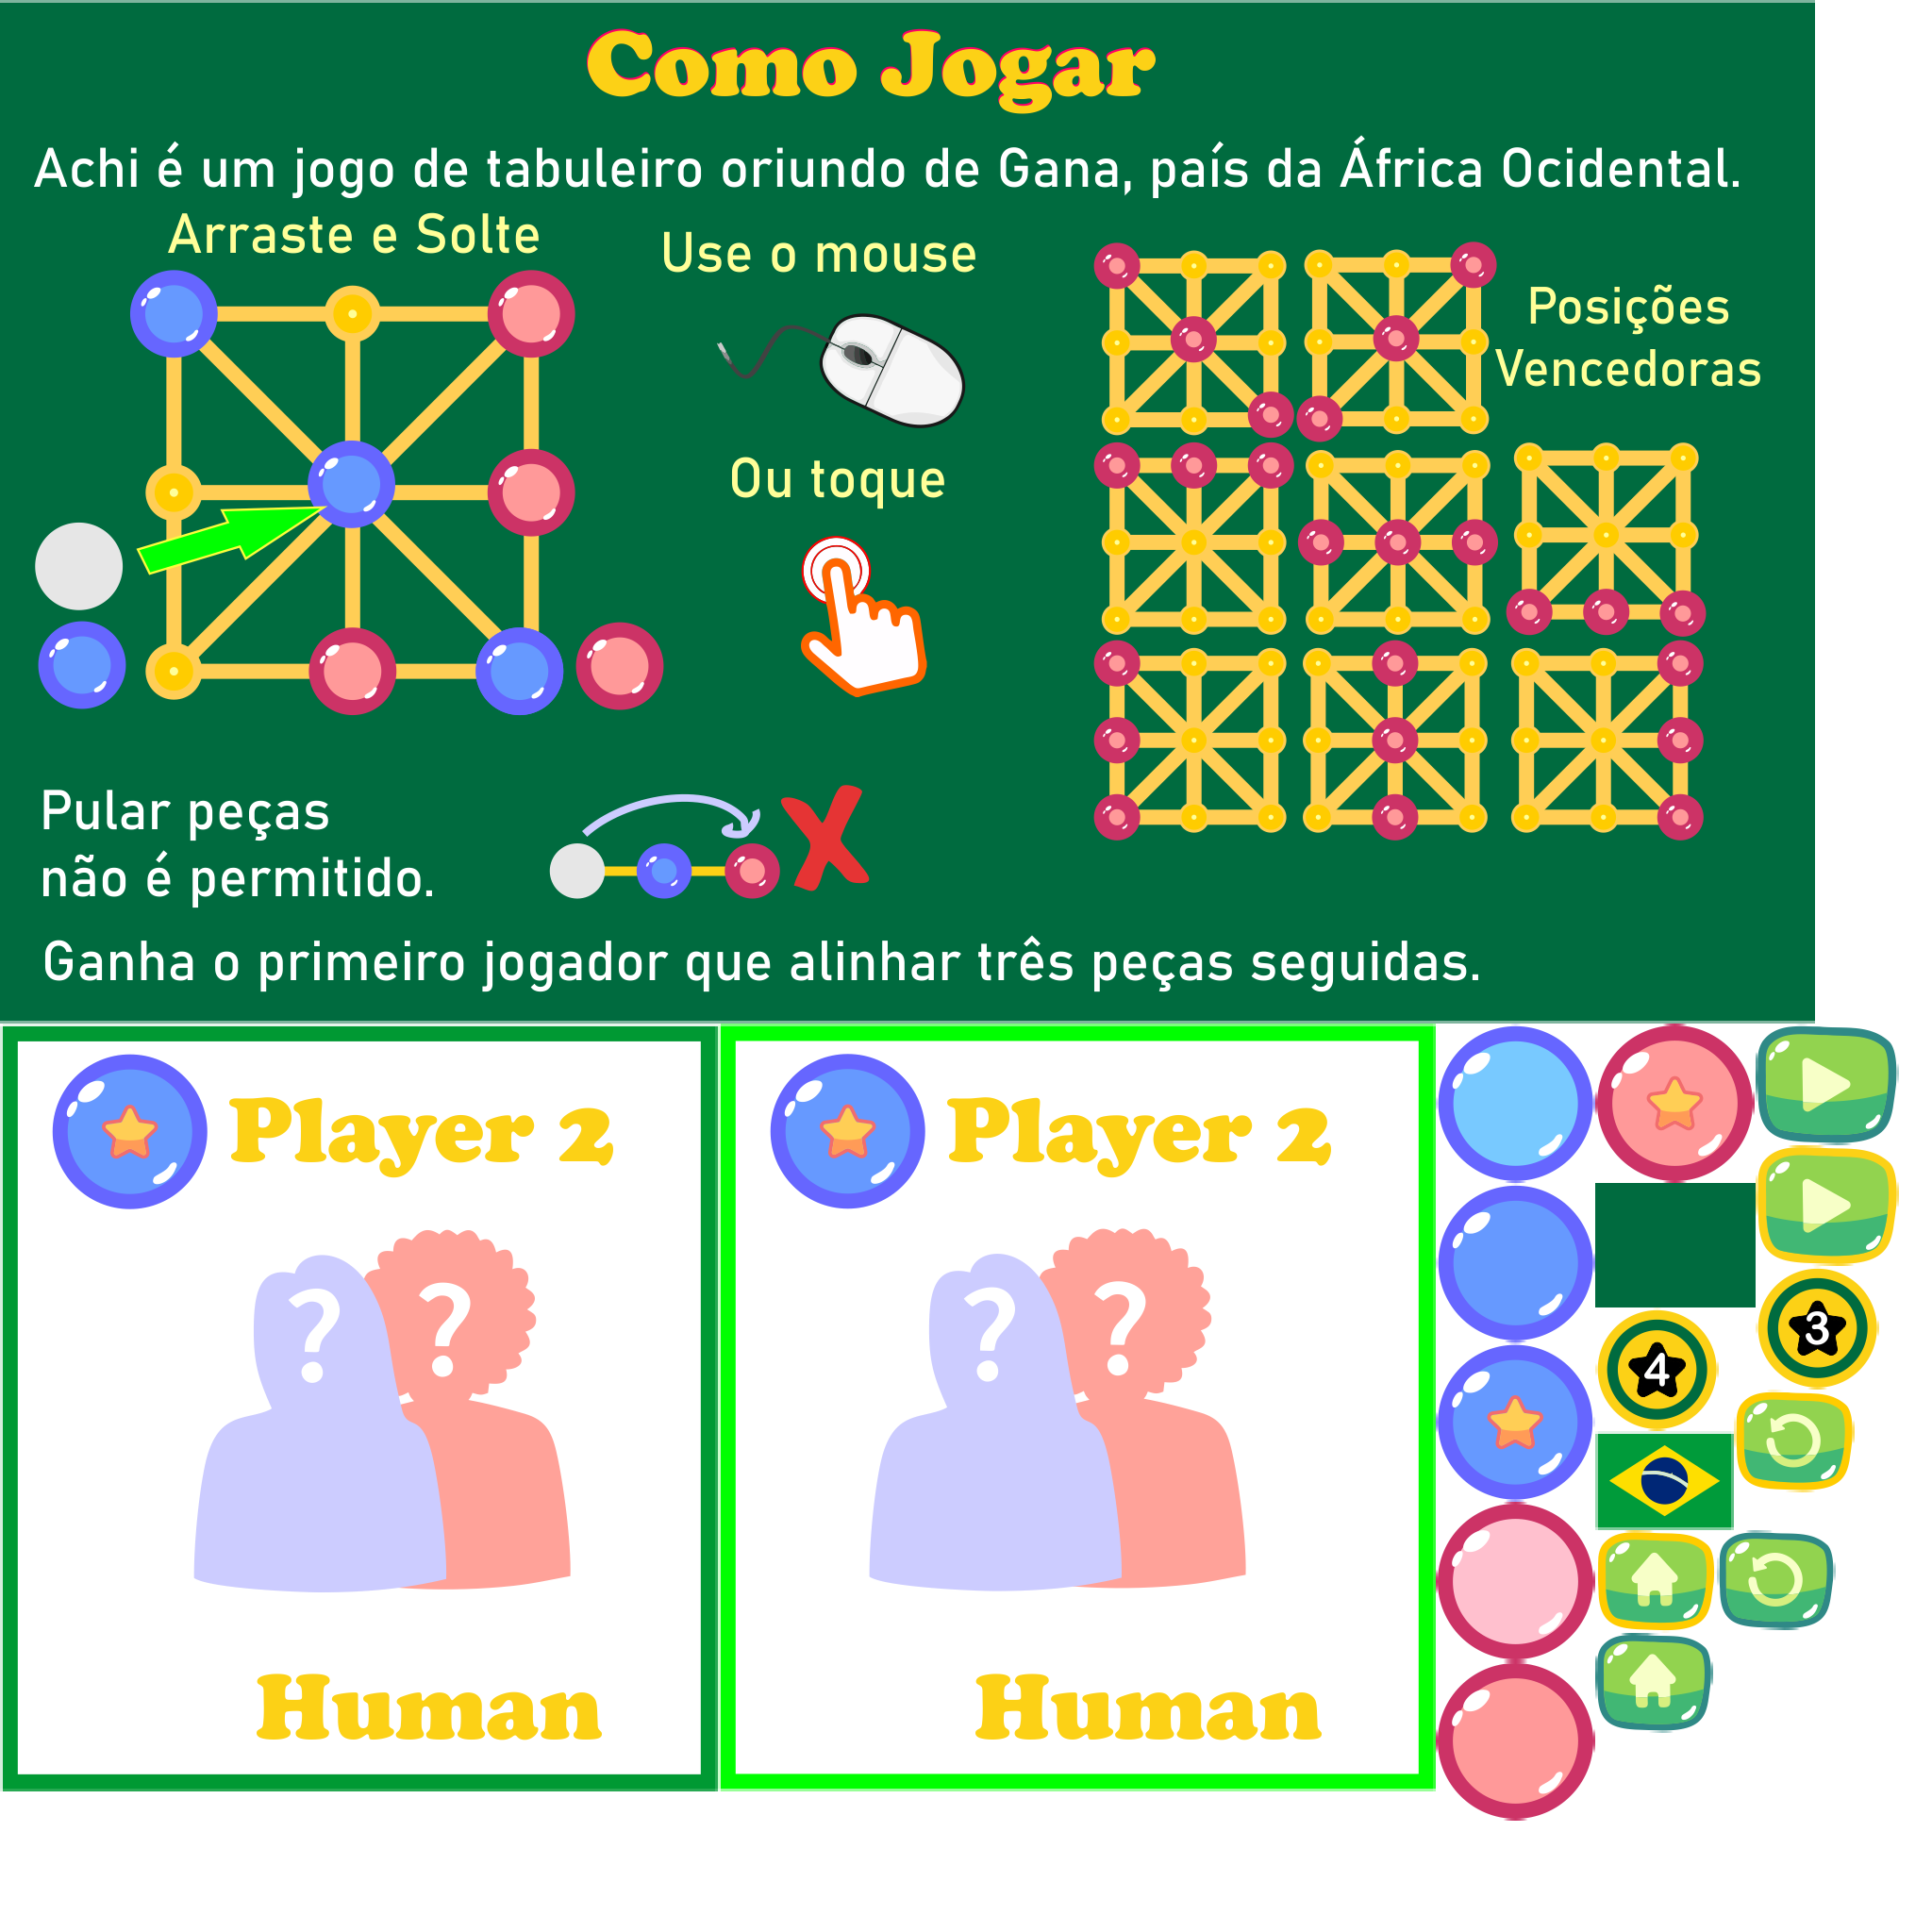 Como Jogar
Achi é um jogo de tabuleiro oriundo de Gana, país da África Ocidental.
Arraste e Solte
Use o mouse
Ou toque
Posições
Vencedoras
Pular peças
não é permitido.
X
Ganha o primeiro jogador que alinhar três peças seguidas.
Player 2
? ?
Human
Player 2
? ?
Human
3
4